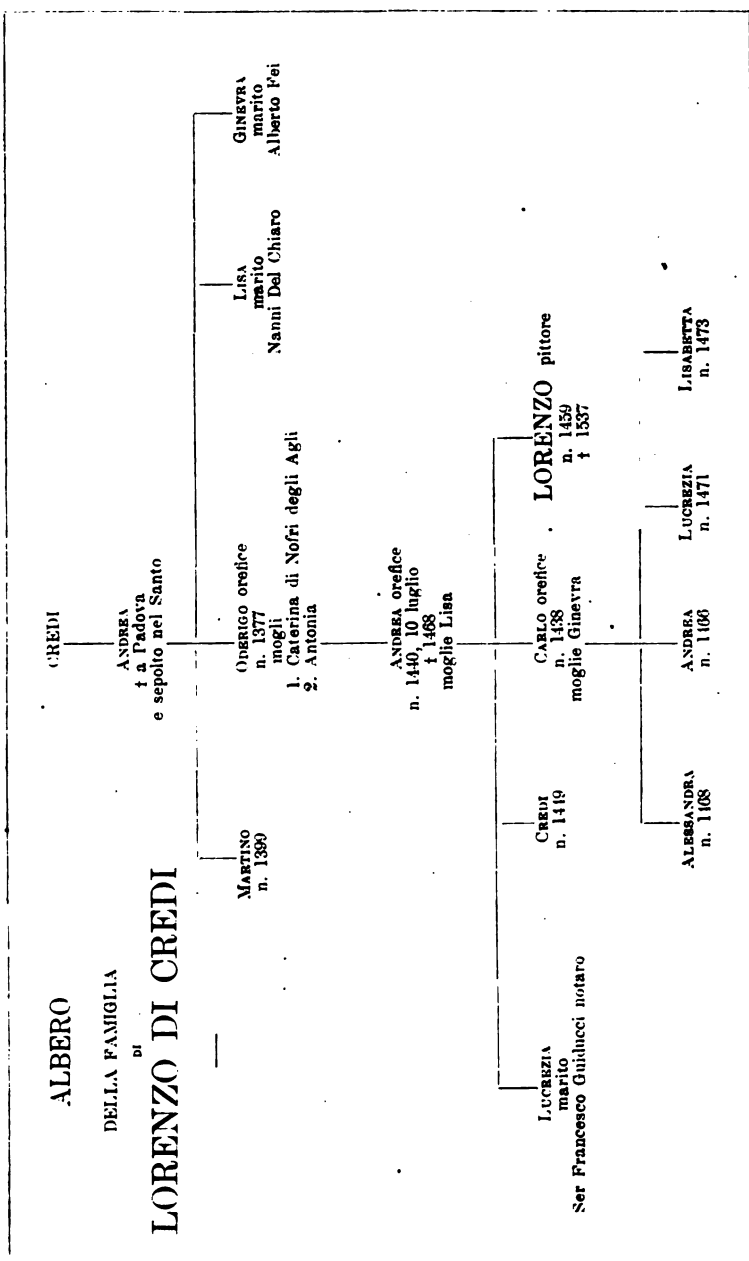 ALBERO
DELLA FAMIGLIA
DI
LORENZO DI CREDI
CREDI
ANDREA
† a Padova
e sepolto nel Santo
MARTINO
n. 1399
ODERIGO orefice
n. 1377
mogli
1. Caterina di Nofri degli Agli
2. Antonia
LISA
marito
Nanni Del Chiaro
GINEVRA
marito
Alberto Fei
ANDREA orefice
n. 1440, 10 luglio
† 1468
moglie Lisa
LUCREZIA
marito
Ser Francesco Guiducci notaro
CREDI
n. 1449
CARLO orefice
n. 1438
moglie Ginevra
LORENZO pittore
n. 1459
† 1537
ALESSANDRA
n. 1468
ANDREA
n. 1466
LUCREZIA
n. 1471
LISABETTA
n. 1473